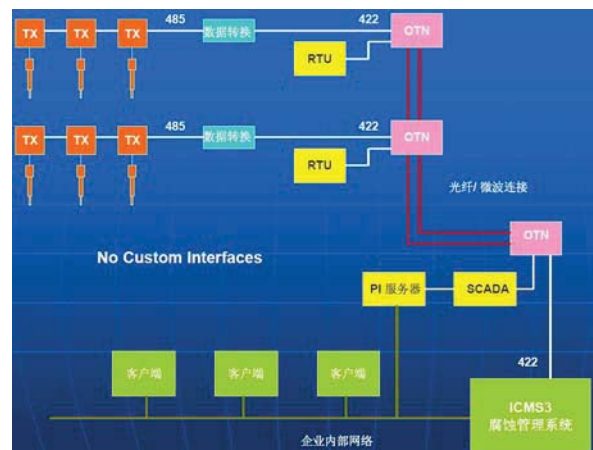 485
422
OTN
TX
TX
TX
数据转换
RTU
485
422
OTN
TX
TX
TX
数据转换
RTU
光纤/ 微波连接
OTN
No Custom Interfaces
PI 服务器
SCADA
422
客户端
客户端
客户端
ICMS3
腐蚀管理系统
企业内部网络